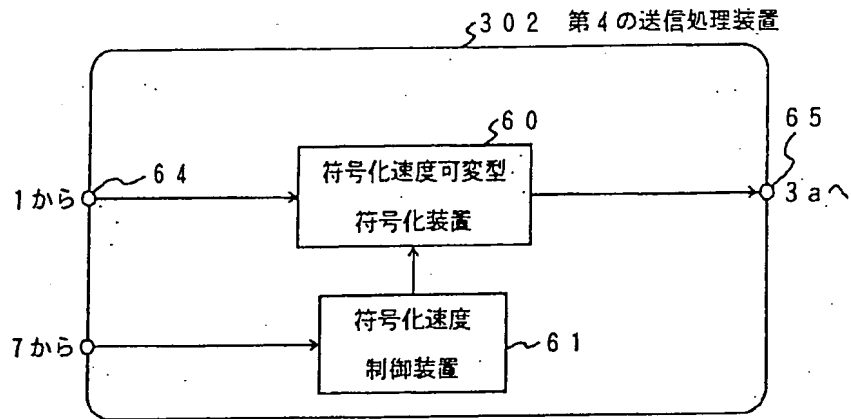 302 第4の送信処理装置
60
65
64
符号化速度可変型
符号化装置
1から
3aへ
符号化速度
制御装置
7から
61